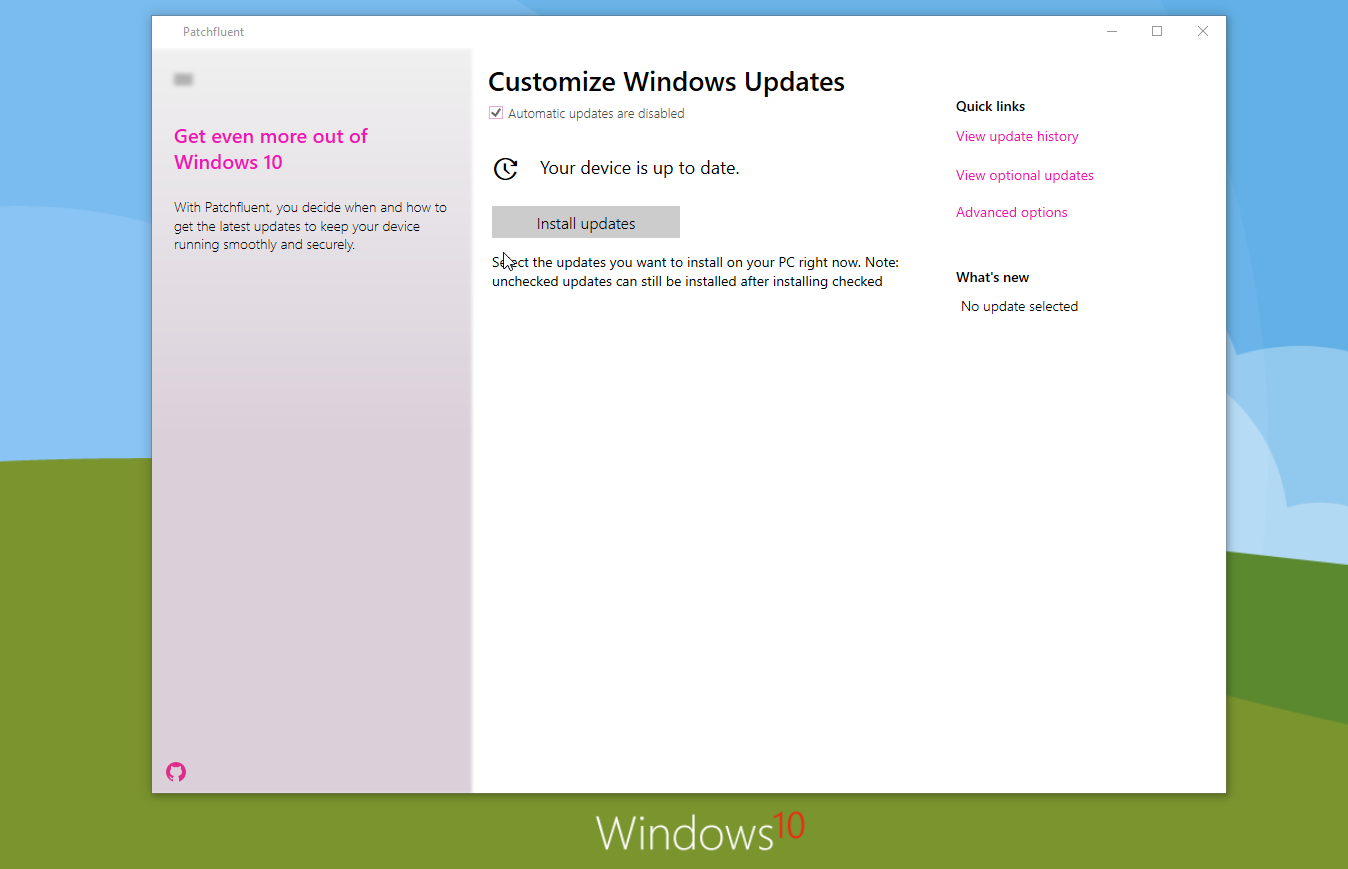 Patchfluent
Get even more out of
Windows 10
With Patchfluent, you decide when and how to
get the latest updates to keep your device
running smoothly and securely.
Customize Windows Updates
Automatic updates are disabled
Your device is up to date.
Install updates
Select the updates you want to install on your PC right now. Note:
unchecked updates can still be installed after installing checked
Quick links
View update history
View optional updates
Advanced options
What's new
No update selected
Windows10